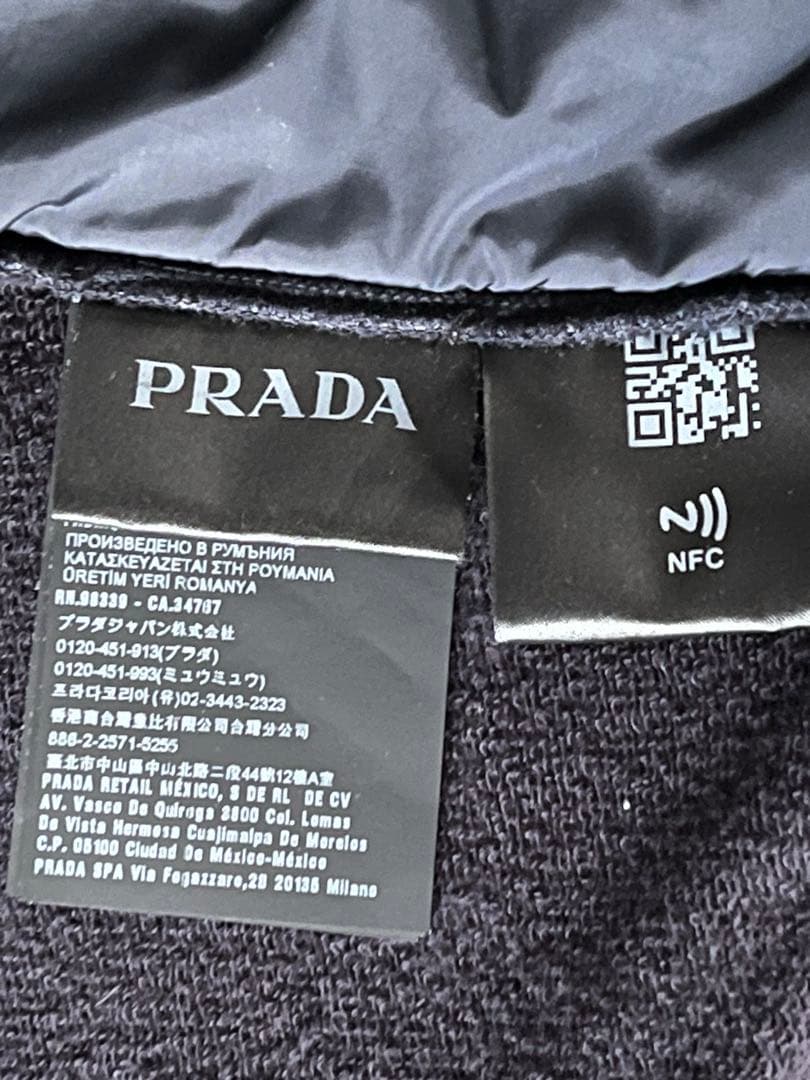 PRADA
ПРОИЗВЕДЕНО В РУМЪНИЯ
ΚΑΤΑΣΚΕΥΑΖΕΤΑΙ ΣΤΗ ΡΟΥΜΑΝΙΑ
ÜRETİM YERİ ROMANYA
RN.98339 - CA.34767
プラダジャパン株式会社
0120-451-913(プラダ)
0120-451-993(ミュウミュウ)
프라다코리아(유)02-3443-2323
香港商台灣普比有限公司台灣分公司
886-2-2571-5255
臺北市中山區中山北路二段44號12樓A室
PRADA RETAIL MÉXICO, S DE RL DE CV
AV. Vasco De Quiroga 3800 Col. Lomas
De Vista Hermosa Cuajimalpa De Morelos
C.P. 05100 Ciudad De México-México
PRADA SPA Via Fogazzaro,28 20135 Milano
NFC